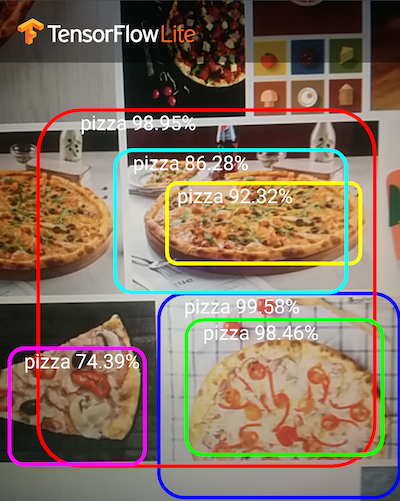 TensorFlow Lite
pizza 98.95%
pizza 86.28%
pizza 92.32%
pizza 99.58%
pizza 98.46%
pizza 74.39%